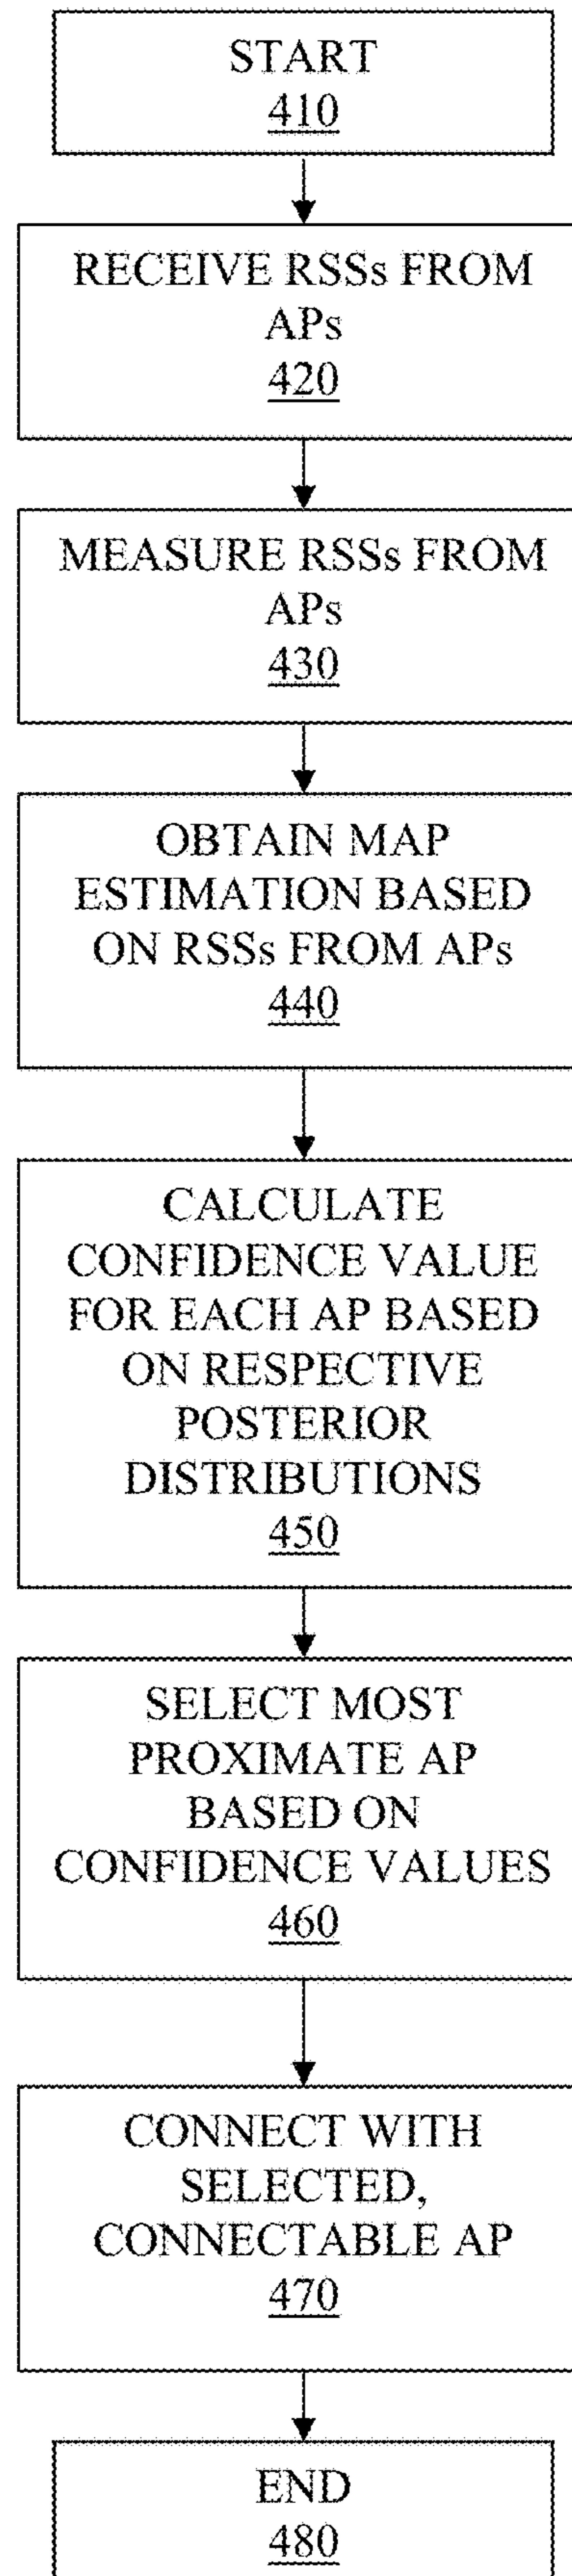 START
410
RECEIVE RSSs FROM
APs
420
MEASURE RSSs FROM
APs
430
OBTAIN MAP
ESTIMATION BASED
ON RSSs FROM APs
440
CALCULATE
CONFIDENCE VALUE
FOR EACH AP BASED
ON RESPECTIVE
POSTERIOR
DISTRIBUTIONS
450
SELECT MOST
PROXIMATE AP
BASED ON
CONFIDENCE VALUES
460
CONNECT WITH
SELECTED,
CONNECTABLE AP
470
END
480